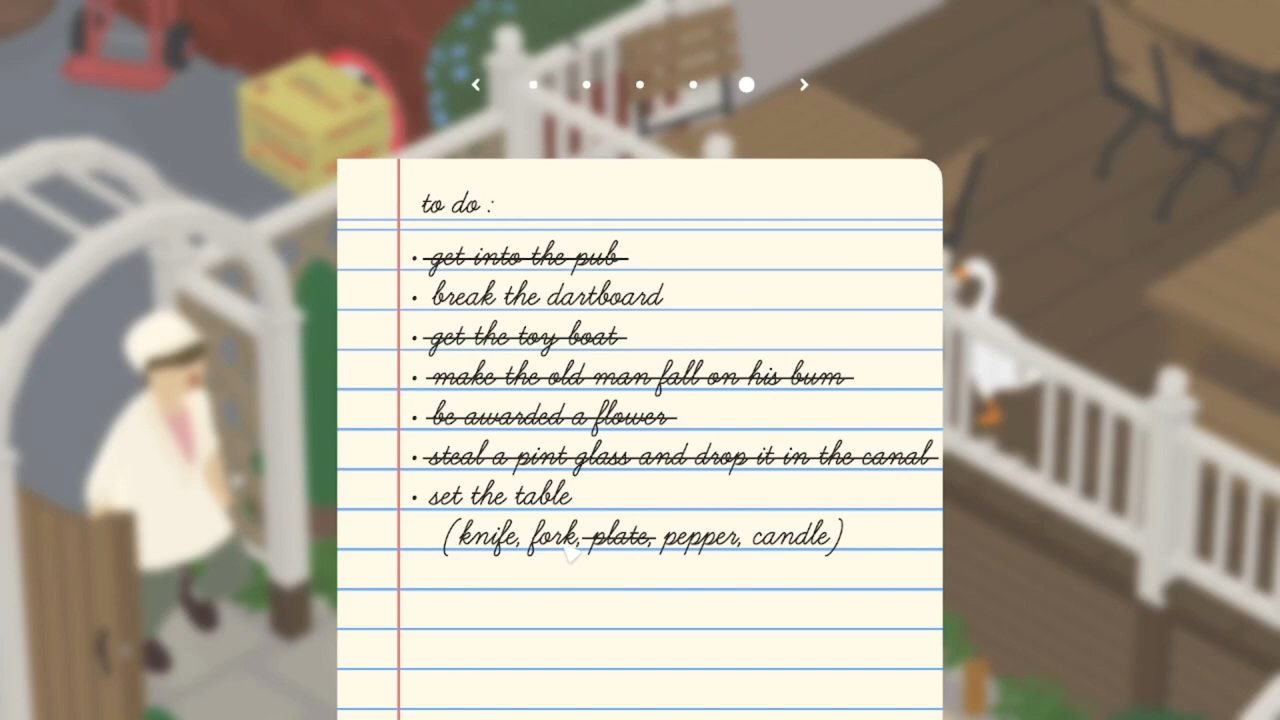 to do :
• get into the pub
• break the dartboard
• get the toy boat
• make the old man fall on his bum
• be awarded a flower
• steal a pint glass and drop it in the canal
• set the table
(knife, fork, plate, pepper, candle)